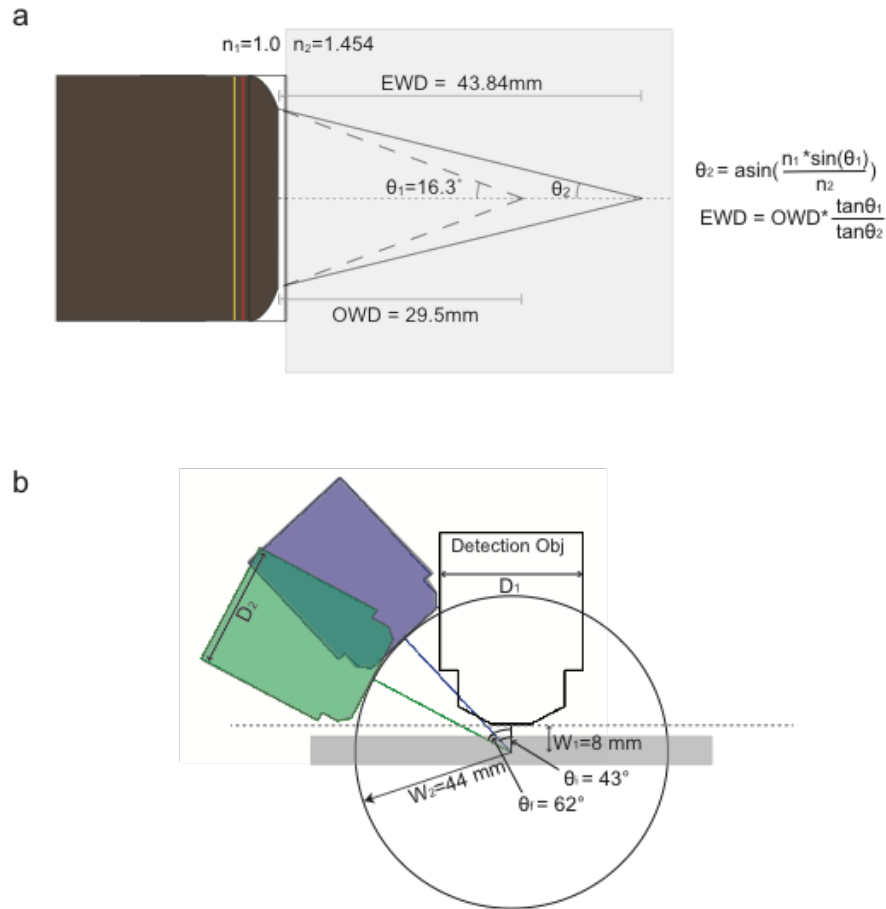 a
n₁=1.0 n₂=1.454
EWD = 43.84mm
θ₁=16.3°
θ₂
OWD = 29.5mm
θ₂ = asin(n₁*sin(θ₁)/n₂)
EWD = OWD* tanθ₁/tanθ₂
b
Detection Obj
D₁
D₂
W₁=8 mm
W₂=44 mm
θᵢ = 43°
θf = 62°